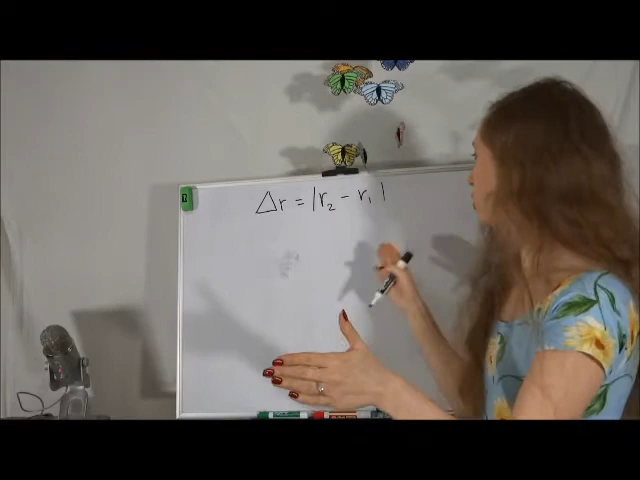 Δr = |r₂ - r₁|